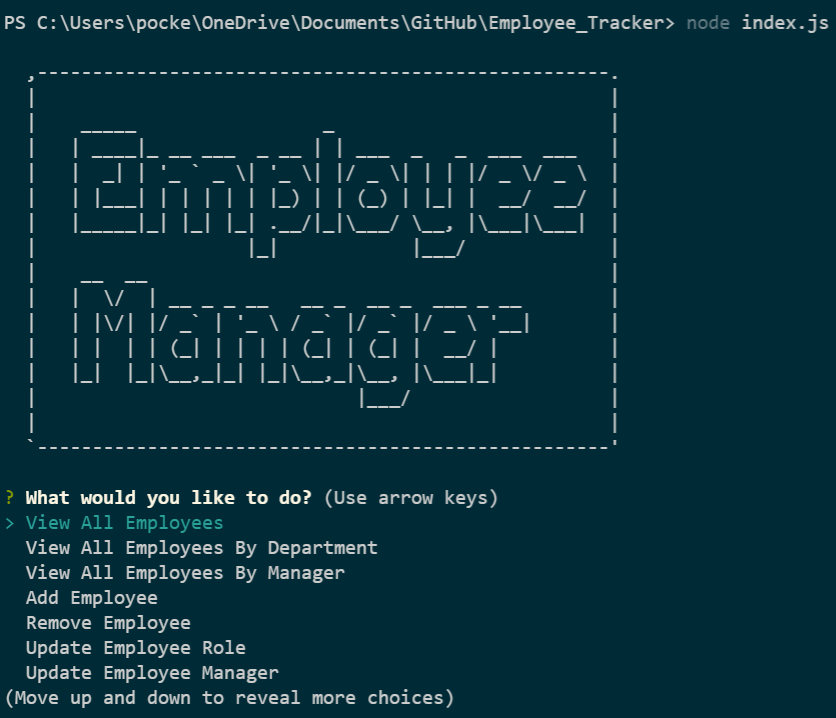 PS C:\Users\pocke\OneDrive\Documents\GitHub\Employee_Tracker> node index.js
Employee
Manager
? What would you like to do? (Use arrow keys)
> View All Employees
View All Employees By Department
View All Employees By Manager
Add Employee
Remove Employee
Update Employee Role
Update Employee Manager
(Move up and down to reveal more choices)